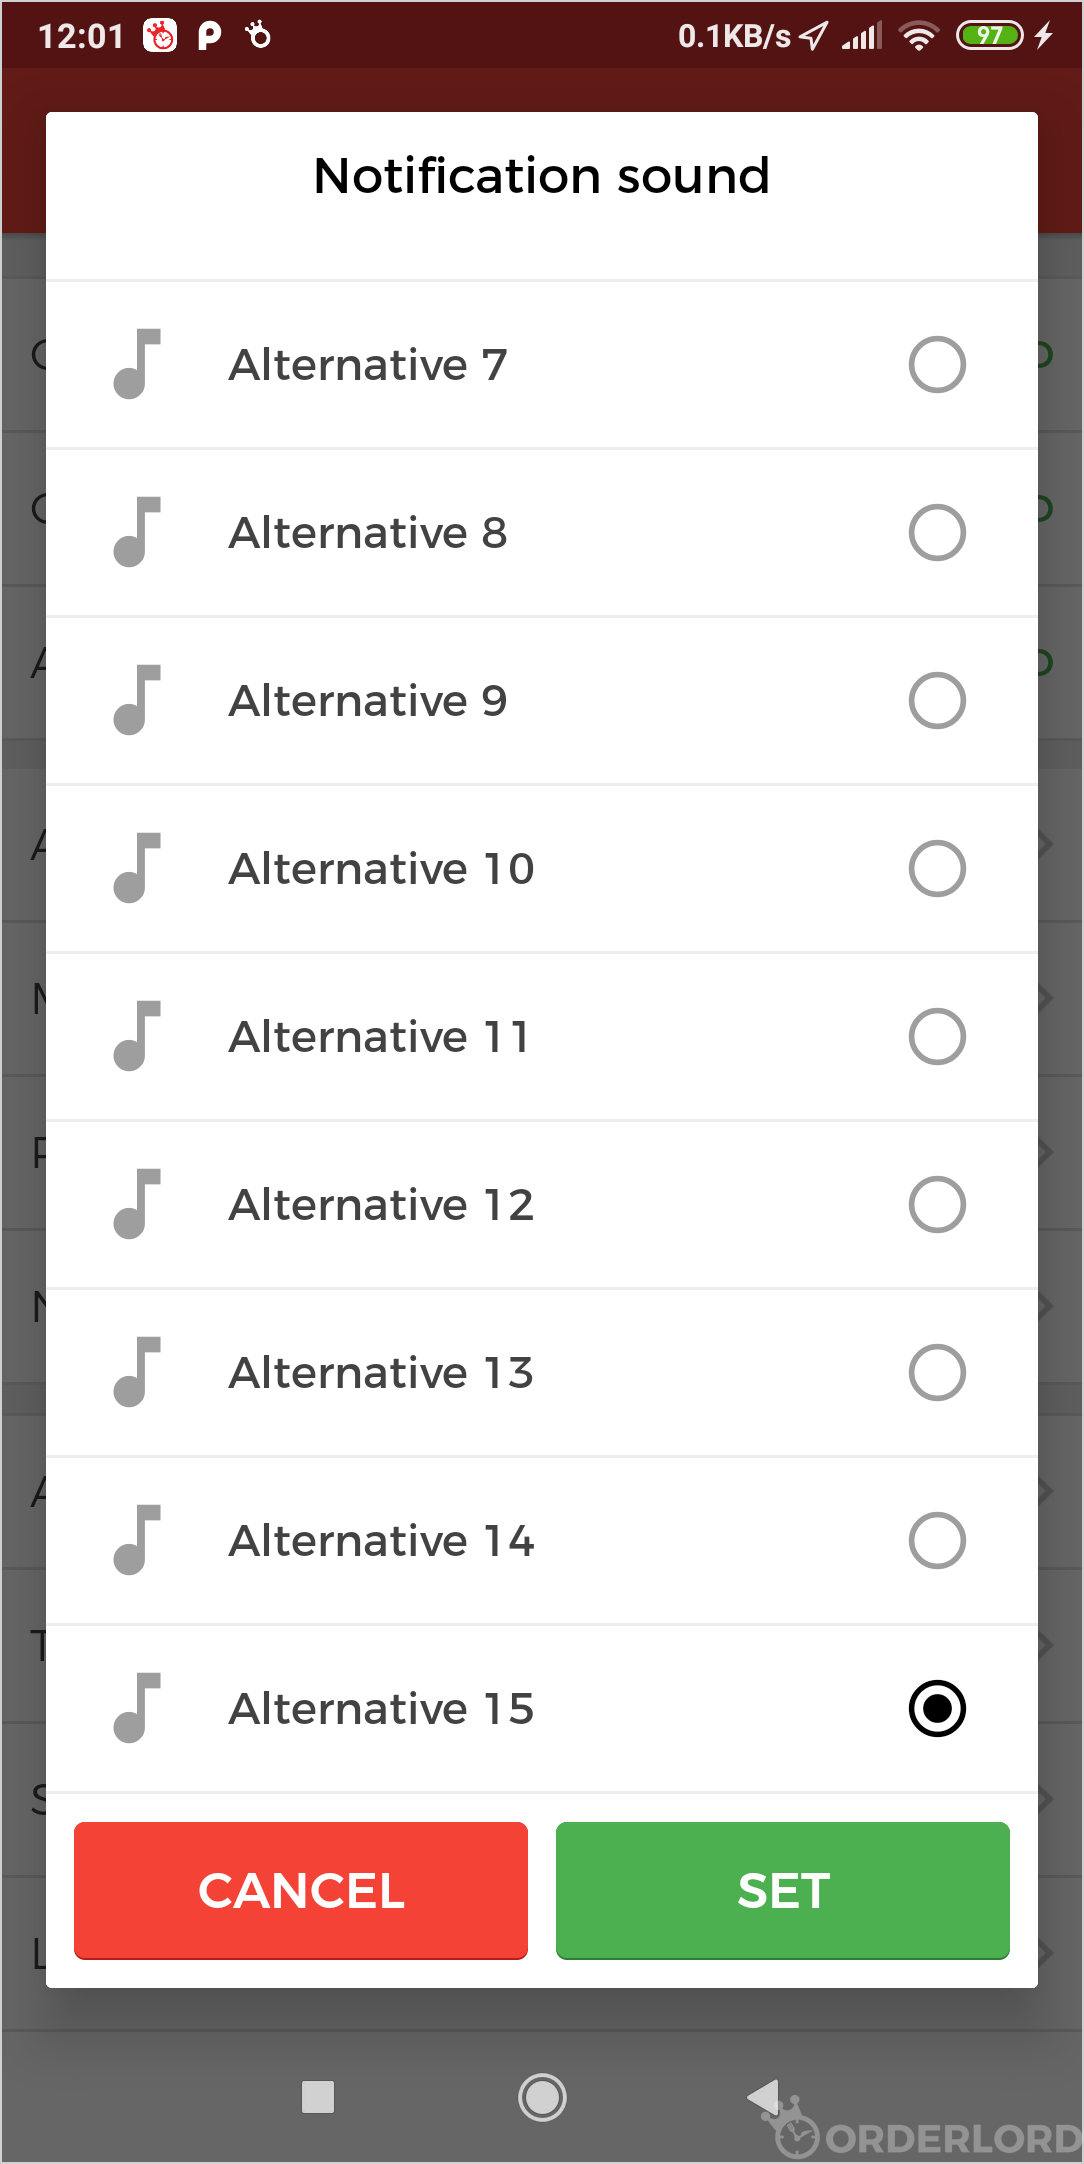 12:01 0.1KB/s 97
Notification sound
Alternative 7
Alternative 8
Alternative 9
Alternative 10
Alternative 11
Alternative 12
Alternative 13
Alternative 14
Alternative 15
CANCEL SET
ORDERLORD